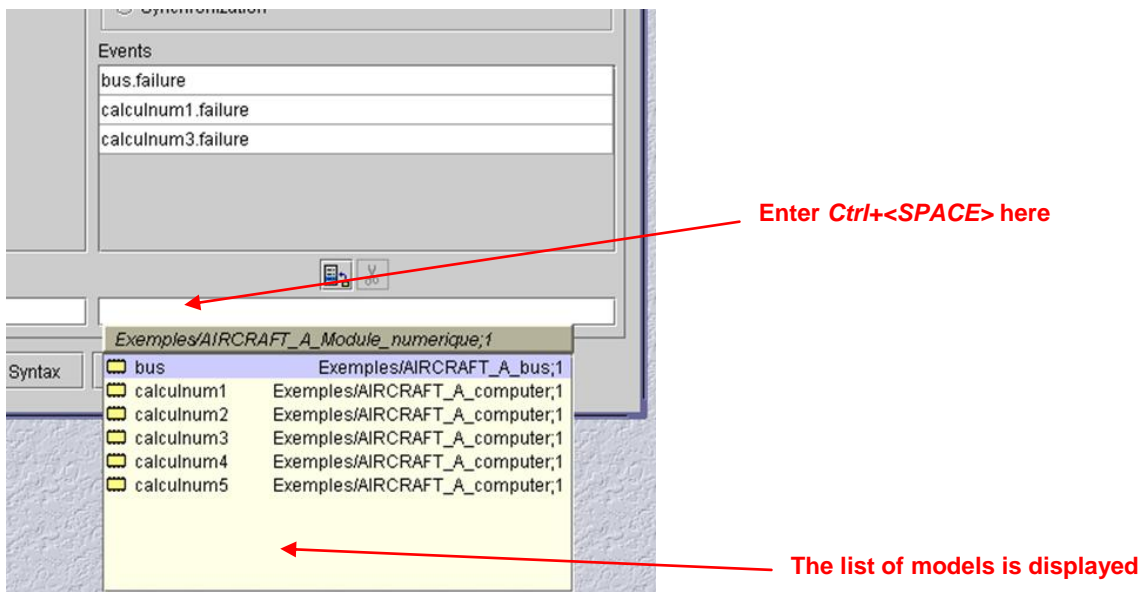 Synchronization
Events
bus.failure
calculnum1.failure
calculnum3.failure
Enter Ctrl+<SPACE> here
Exemples/AIRCRAFT_A_Module_numerique;1
Syntax
bus Exemples/AIRCRAFT_A_bus;1
calculnum1 Exemples/AIRCRAFT_A_computer;1
calculnum2 Exemples/AIRCRAFT_A_computer;1
calculnum3 Exemples/AIRCRAFT_A_computer;1
calculnum4 Exemples/AIRCRAFT_A_computer;1
calculnum5 Exemples/AIRCRAFT_A_computer;1
The list of models is displayed